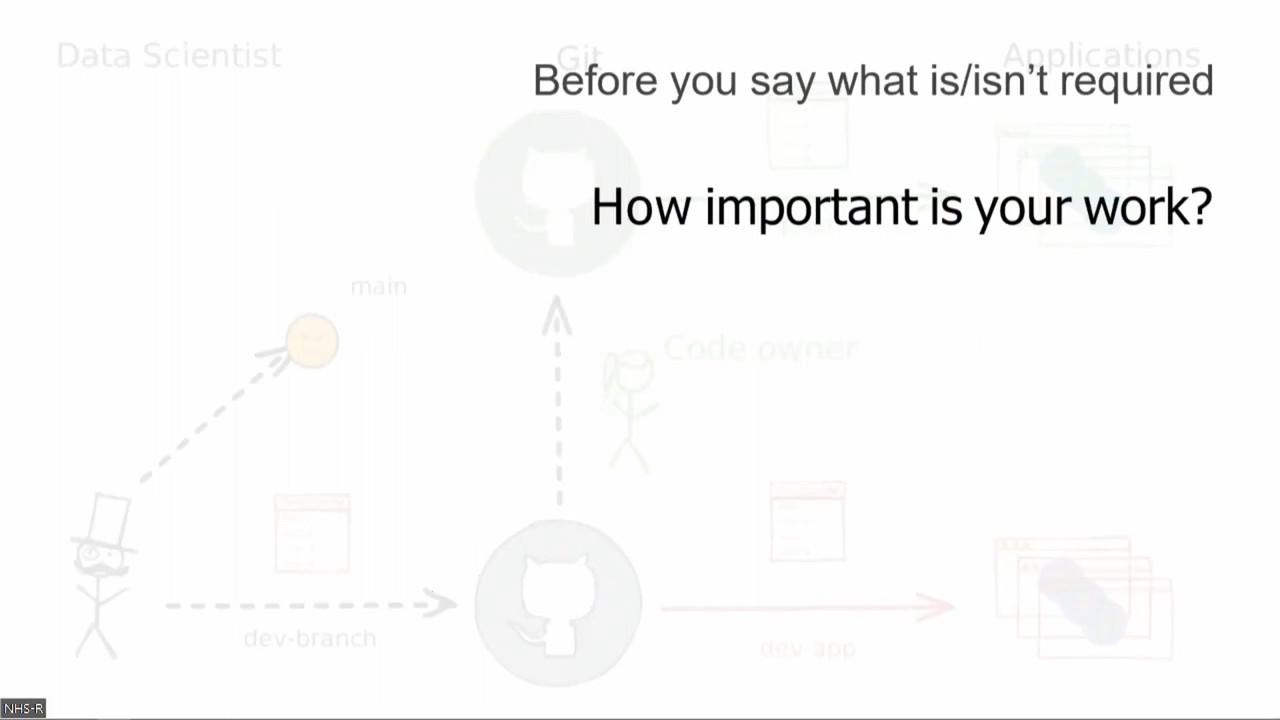 Data Scientist
Git
Applications
Before you say what is/isn’t required
How important is your work?
main
Code owner
dev-branch
dev-app
NHS-R